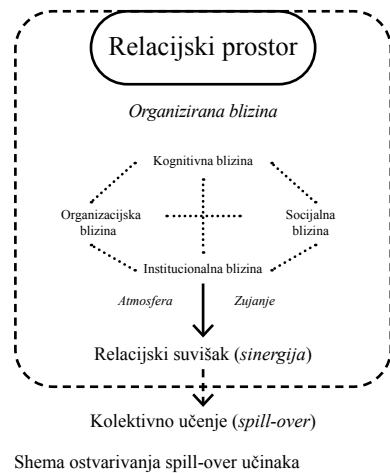 Relacijski prostor
Organizirana blizina
Kognitivna blizina
Organizacijska
blizina
Socijalna
blizina
Institucionalna blizina
Atmosfera
Zujanje
Relacijski suvišak (sinergija)
Kolektivno učenje (spill-over)
Shema ostvarivanja spill-over učinaka